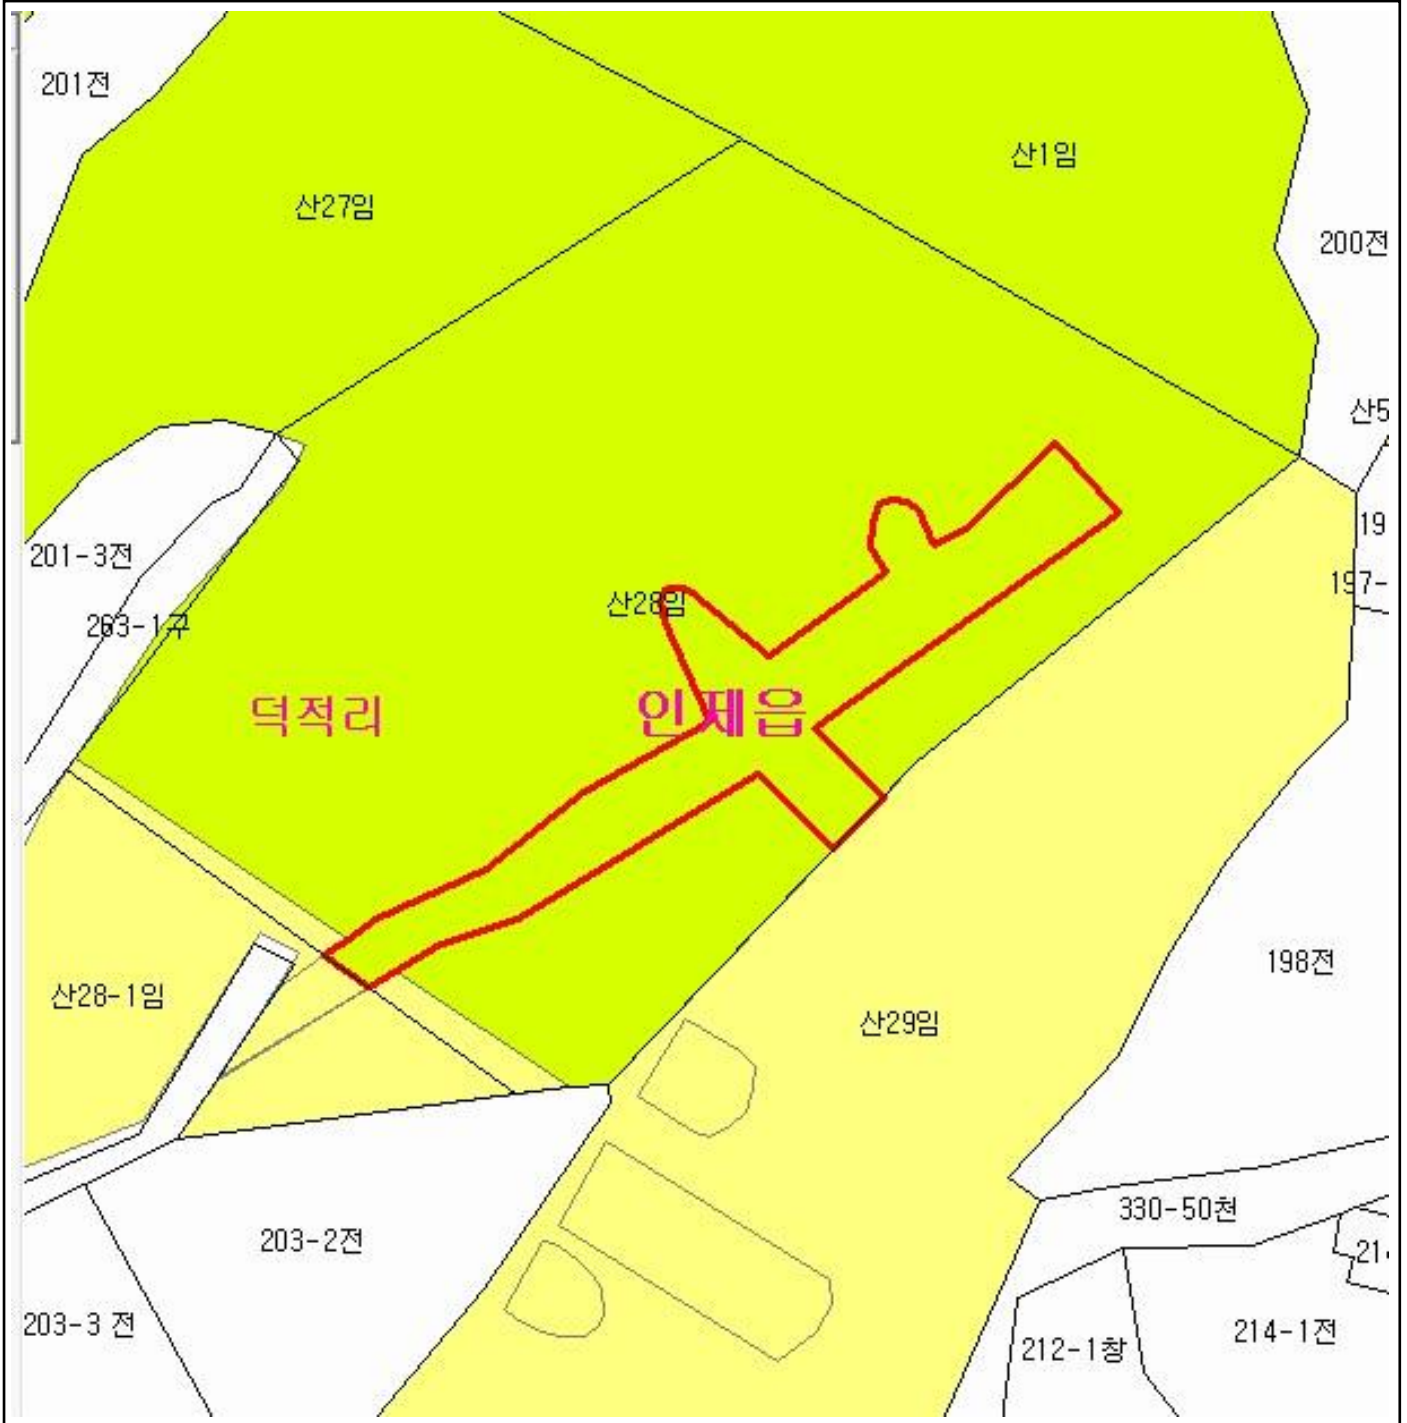 201전
산1임
산27임
200전
산5
19
201-3전
197-
산28임
263-1구
덕적리
인제읍
198전
산28-1임
산29임
330-50천
203-2전
21
203-3 전
214-1전
212-1창